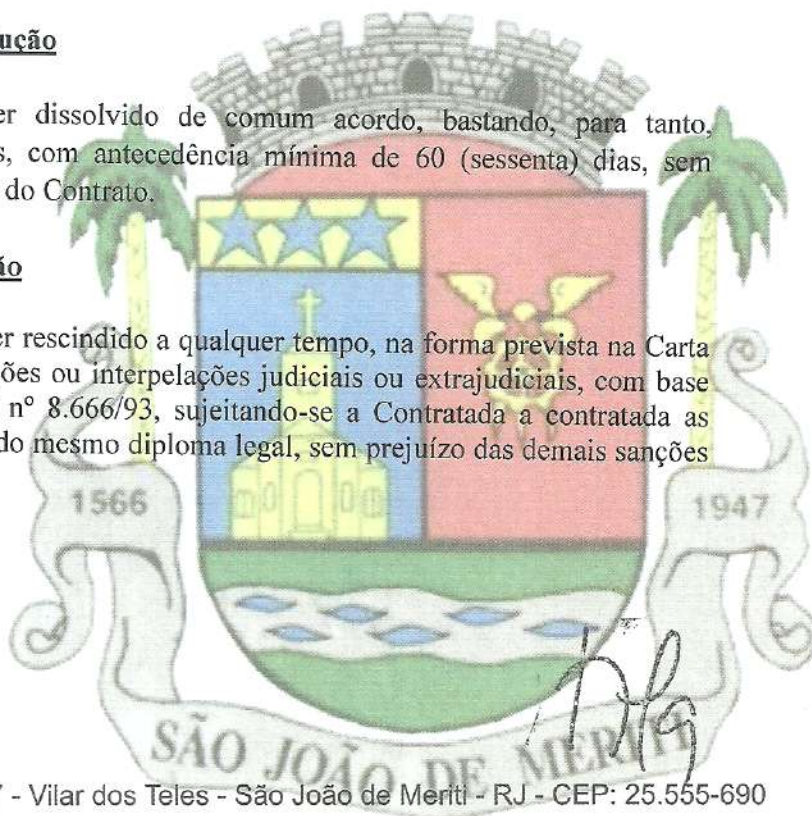 ução
er dissolvido de comum acordo, bastando, para tanto,
s, com antecedência mínima de 60 (sessenta) dias, sem
do Contrato.
ão
er rescindido a qualquer tempo, na forma prevista na Carta
ões ou interpelações judiciais ou extrajudiciais, com base
nº 8.666/93, sujeitando-se a Contratada a contratada as
do mesmo diploma legal, sem prejuízo das demais sanções
1566
1947
SÃO JOÃO DE MERITI
- Vilar dos Teles - São João de Meriti - RJ - CEP: 25.555-690